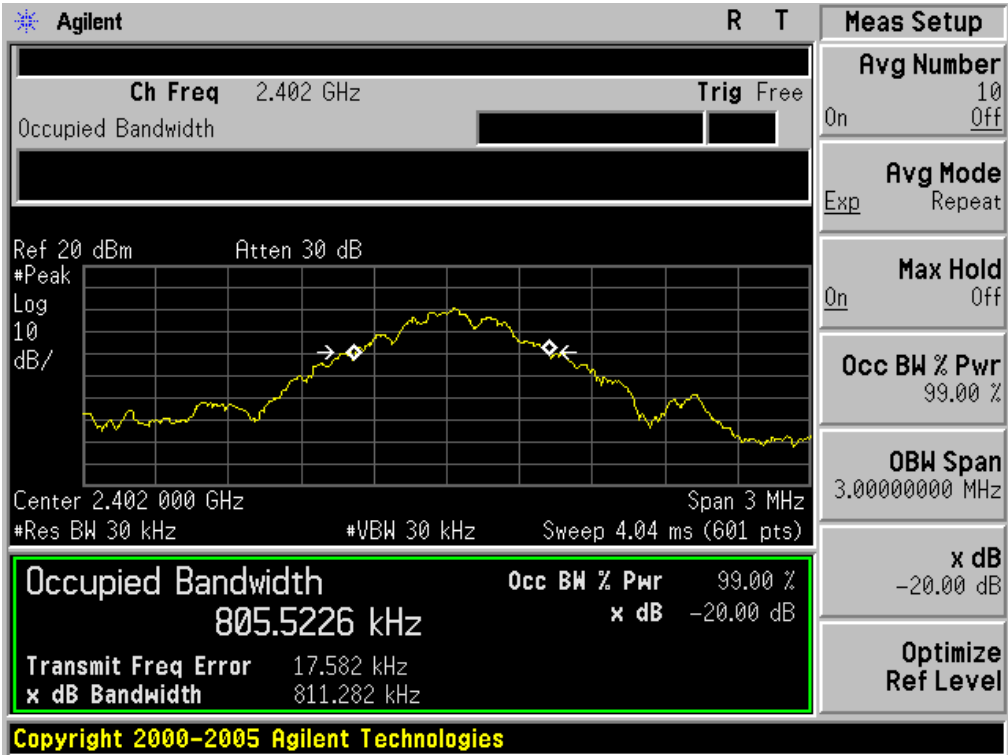 Agilent R T
Ch Freq 2.402 GHz Trig Free
Occupied Bandwidth
Ref 20 dBm Atten 30 dB
#Peak
Log
10
dB/
Center 2.402 000 GHz Span 3 MHz
#Res BW 30 kHz #VBW 30 kHz Sweep 4.04 ms (601 pts)
Occupied Bandwidth
805.5226 kHz
Occ BW % Pwr 99.00 %
x dB -20.00 dB
Transmit Freq Error 17.582 kHz
x dB Bandwidth 811.282 kHz
Copyright 2000-2005 Agilent Technologies
Meas Setup
Avg Number
10
On Off
Avg Mode
Exp Repeat
Max Hold
On Off
Occ BW % Pwr
99.00 %
OBW Span
3.00000000 MHz
x dB
-20.00 dB
Optimize
Ref Level